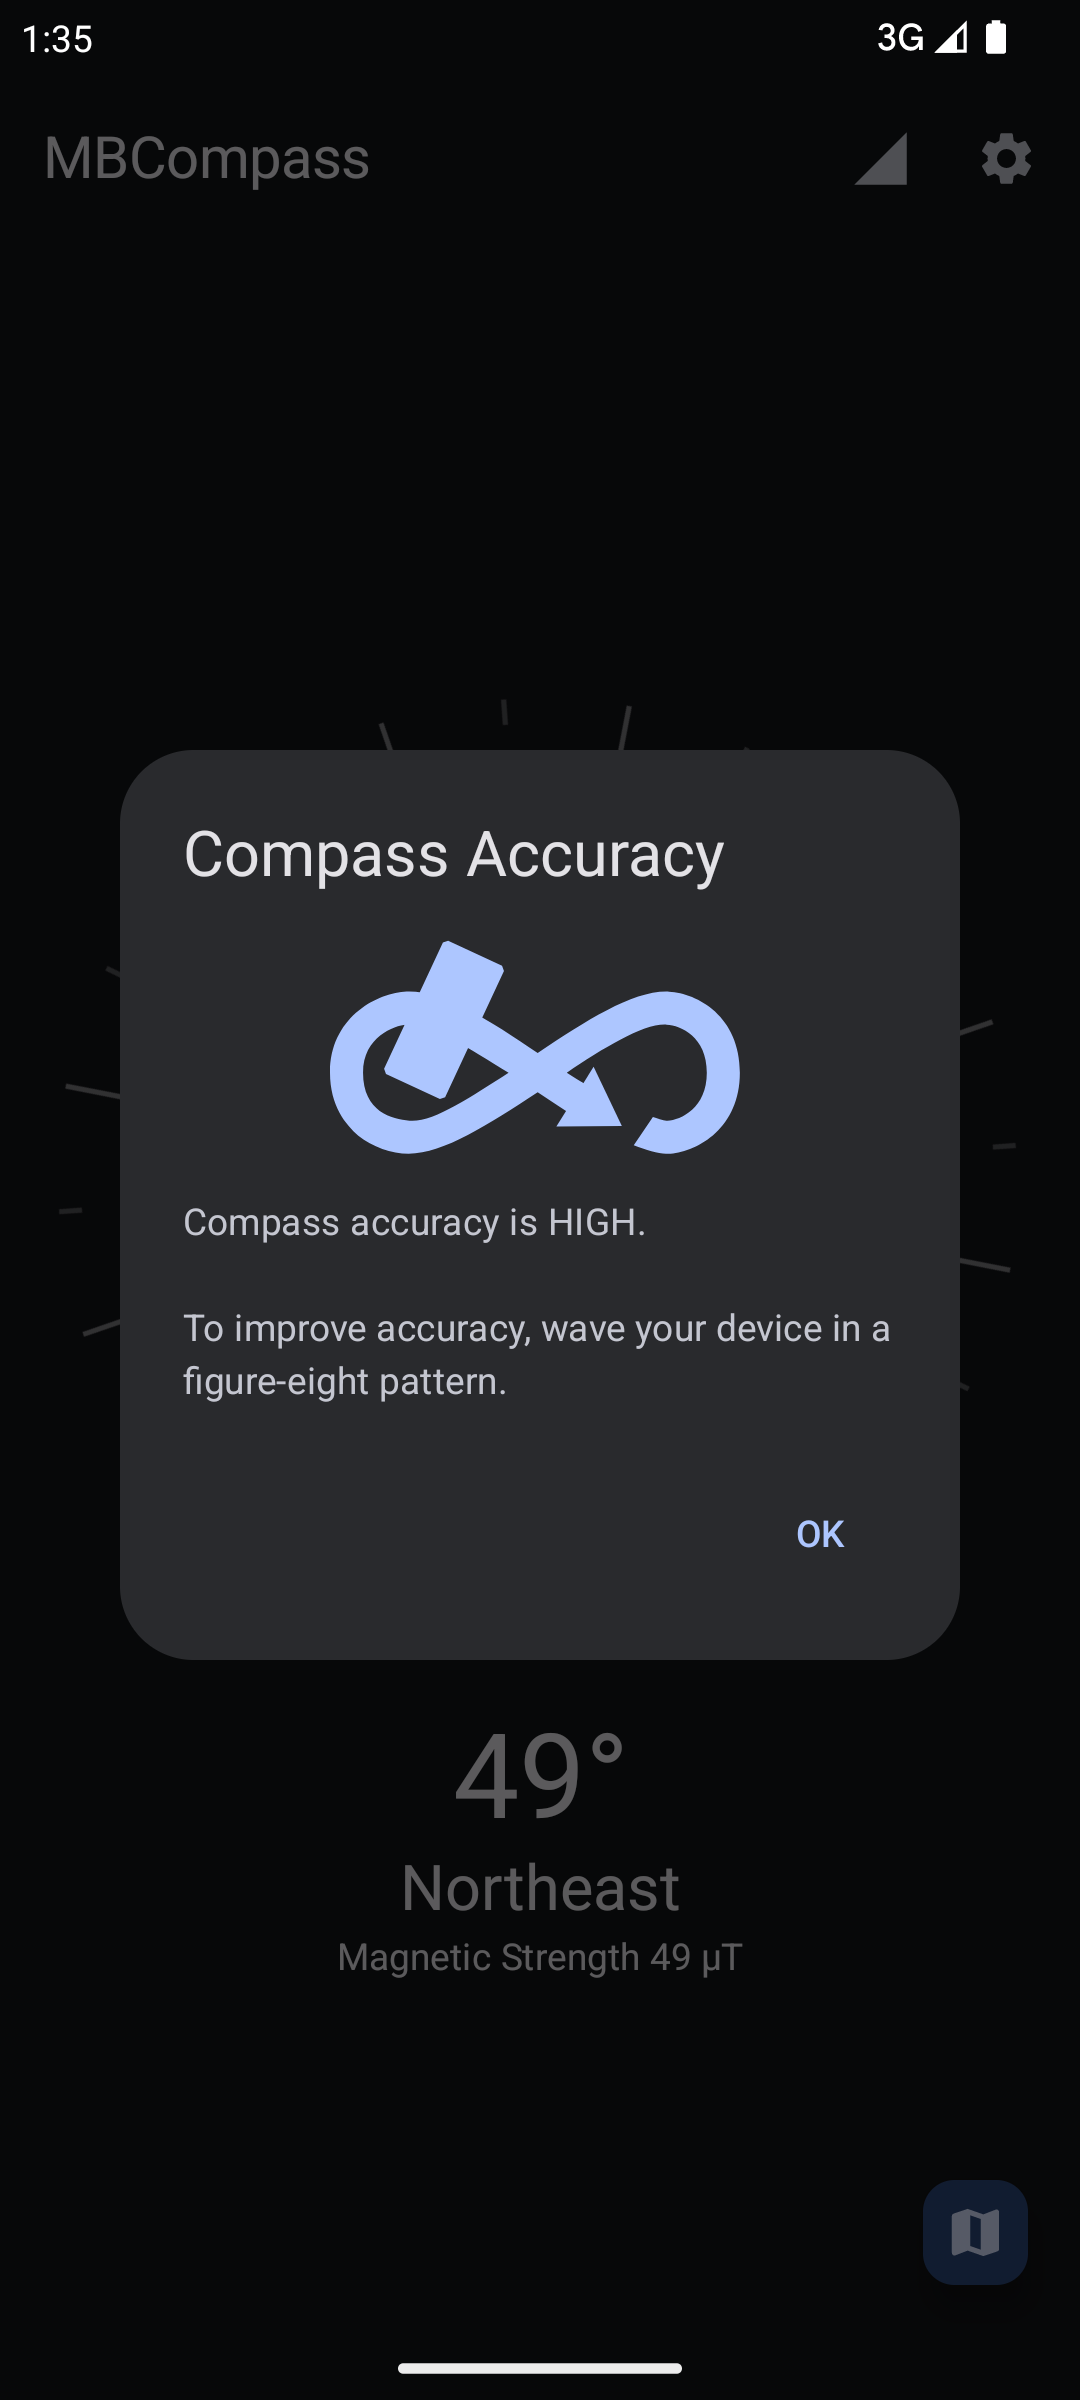 1:35
3G
MBCompass
Compass Accuracy
Compass accuracy is HIGH.
To improve accuracy, wave your device in a
figure-eight pattern.
OK
49°
Northeast
Magnetic Strength 49 µT